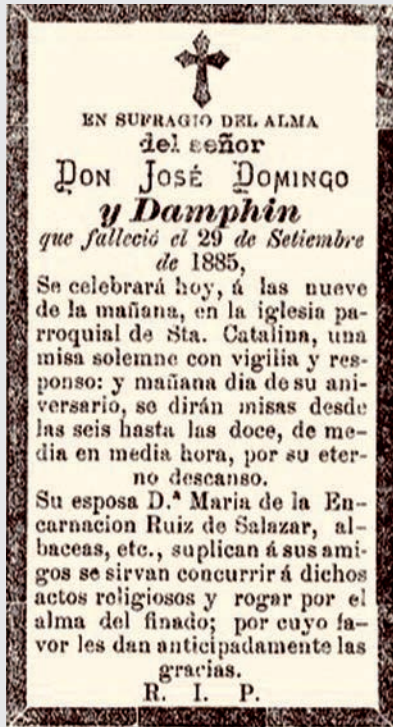 EN SUFRAGIO DEL ALMA
del señor
DON JOSÉ DOMINGO
y Damphin
que falleció el 29 de Setiembre
de 1885,
Se celebrará hoy, á las nueve
de la mañana, en la iglesia pa-
rroquial de Sta. Catalina, una
misa solemne con vigilia y res-
ponso: y mañana dia de su ani-
versario, se dirán misas desde
las seis hasta las doce, de me-
dia en media hora, por su eter-
no descanso.
Su esposa D.ª Maria de la En-
carnacion Ruiz de Salazar, al-
baceas, etc., suplican á sus ami-
gos se sirvan concurrir á dichos
actos religiosos y rogar por el
alma del finado; por cuyo fa-
vor les dan anticipadamente las
gracias.
R. I. P.